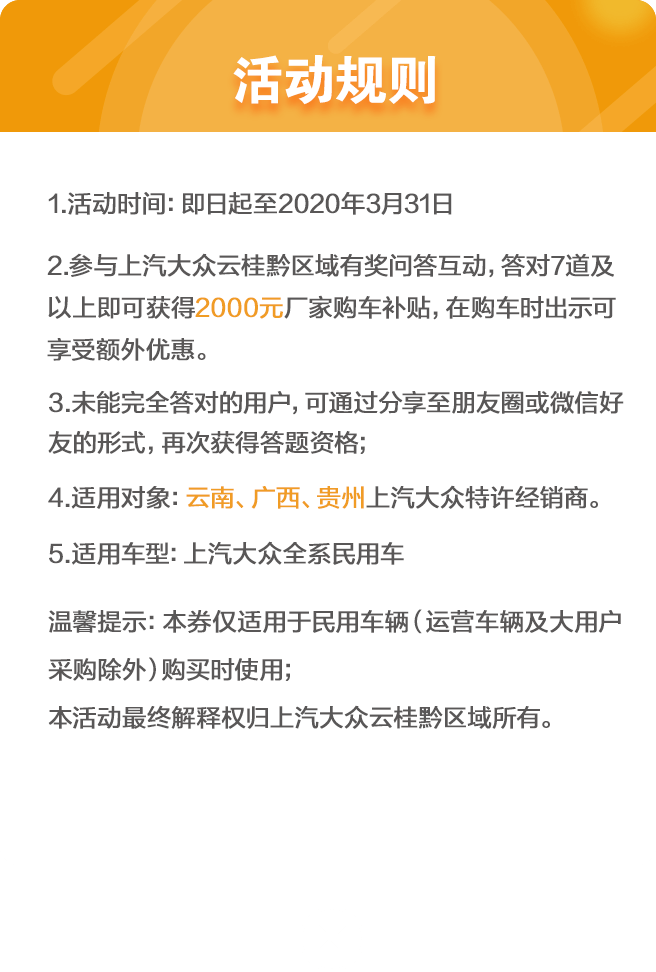 活动规则
1.活动时间：即日起至2020年3月31日
2.参与上汽大众云桂黔区域有奖问答互动，答对7道及
以上即可获得2000元厂家购车补贴，在购车时出示可
享受额外优惠。
3.未能完全答对的用户，可通过分享至朋友圈或微信好
友的形式，再次获得答题资格；
4.适用对象：云南、广西、贵州上汽大众特许经销商。
5.适用车型：上汽大众全系民用车
温馨提示：本券仅适用于民用车辆（运营车辆及大用户
采购除外）购买时使用；
本活动最终解释权归上汽大众云桂黔区域所有。